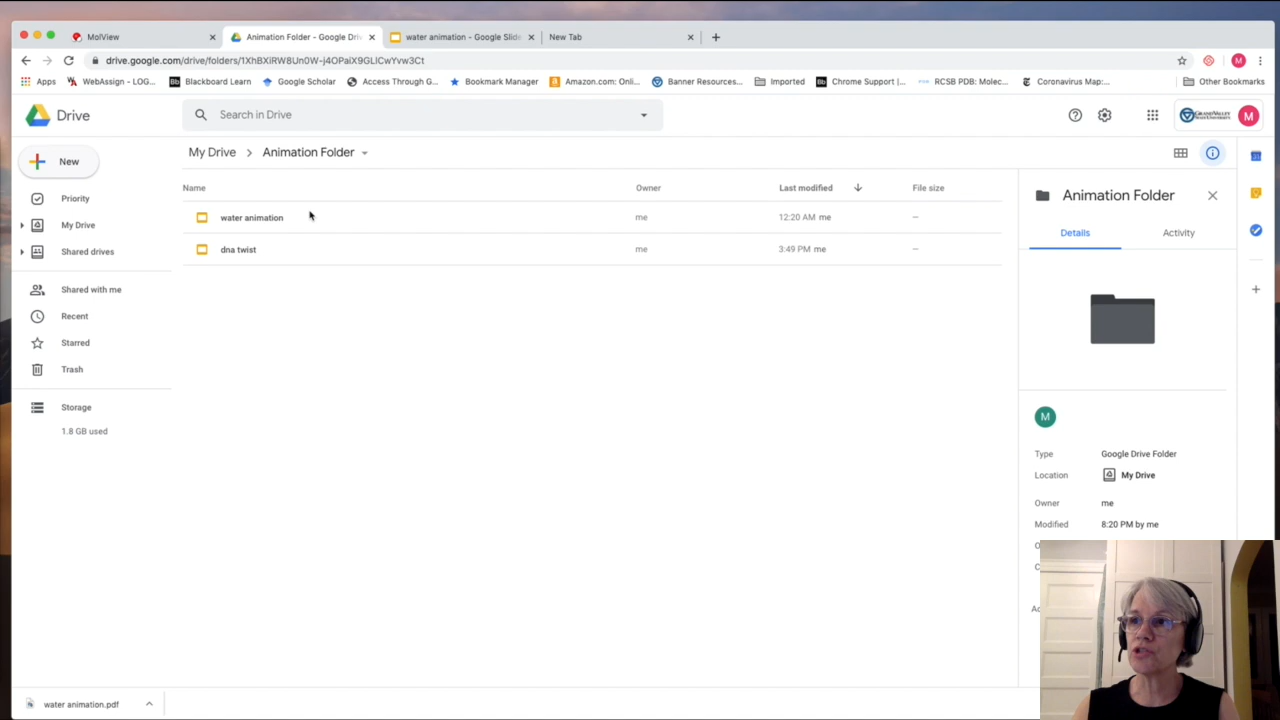 MolView
Animation Folder - Google Driv
water animation - Google Slide
New Tab
drive.google.com/drive/folders/1XhBXiRW8Un0W-j4OPaIX9GLlCwYvw3Ct
M
Apps
WebAssign - LOG...
Blackboard Learn
Google Scholar
Access Through G...
Bookmark Manager
Amazon.com: Onli...
Banner Resources...
Imported
Chrome Support |...
RCSB PDB: Molec...
Coronavirus Map:...
Other Bookmarks
Drive
Search in Drive
GRAND VALLEY
STATE UNIVERSITY
M
New
My Drive
Animation Folder
Priority
My Drive
Shared drives
Shared with me
Recent
Starred
Trash
Storage
1.8 GB used
Name
Owner
Last modified
File size
water animation
me
12:20 AM me
–
dna twist
me
3:49 PM me
–
Animation Folder
Details
Activity
M
Type
Google Drive Folder
Location
My Drive
Owner
me
Modified
8:20 PM by me
water animation.pdf